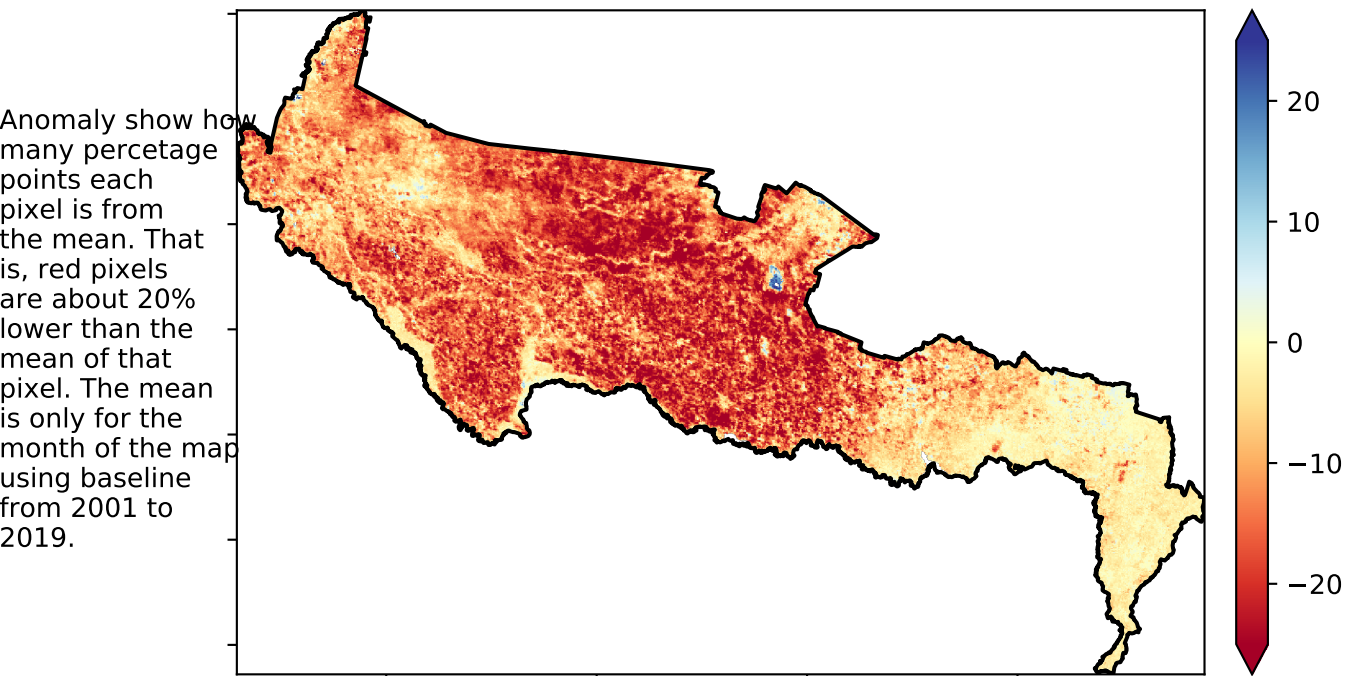 Anomaly show how
many percetage
points each
pixel is from
the mean. That
is, red pixels
are about 20%
lower than the
mean of that
pixel. The mean
is only for the
month of the map
using baseline
from 2001 to
2019.
20
10
0
−10
−20